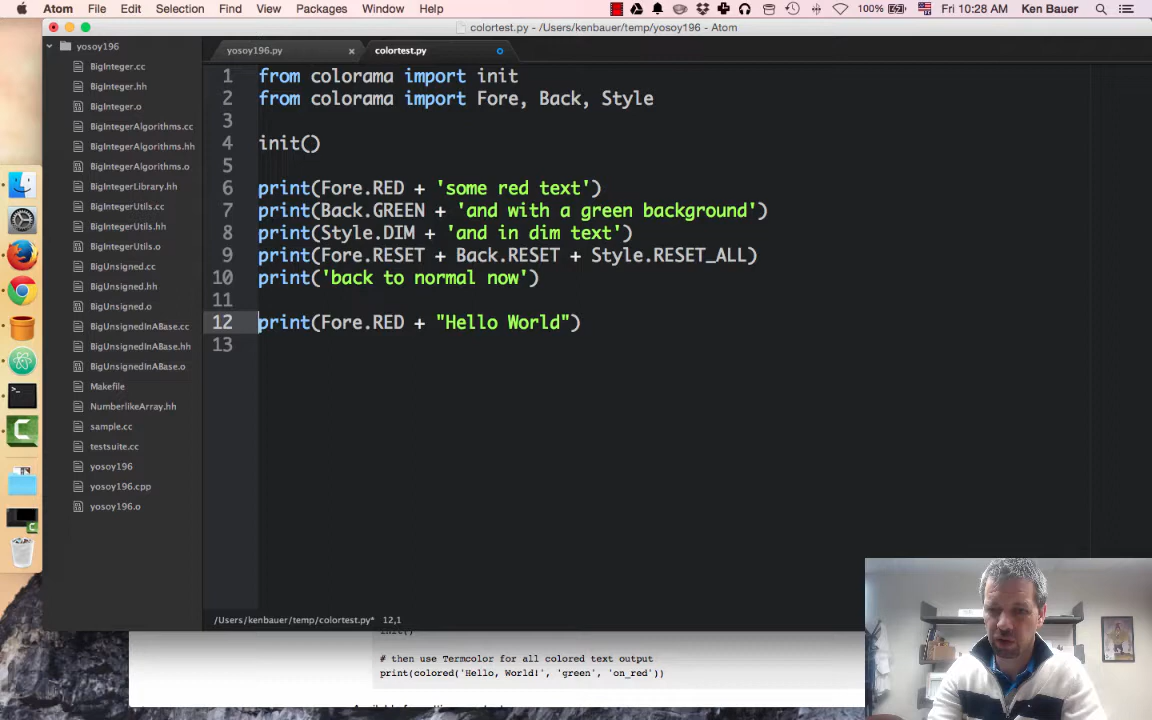 Atom File Edit Selection Find View Packages Window Help 100% Fri 10:28 AM Ken Bauer
colortest.py - /Users/kenbauer/temp/yosoy196 - Atom
yosoy196
yosoy196.py
colortest.py
BigInteger.cc
BigInteger.hh
BigInteger.o
BigIntegerAlgorithms.cc
BigIntegerAlgorithms.hh
BigIntegerAlgorithms.o
BigIntegerLibrary.hh
BigIntegerUtils.cc
BigIntegerUtils.hh
BigIntegerUtils.o
BigUnsigned.cc
BigUnsigned.hh
BigUnsigned.o
BigUnsignedInABase.cc
BigUnsignedInABase.hh
BigUnsignedInABase.o
Makefile
NumberlikeArray.hh
sample.cc
testsuite.cc
yosoy196
yosoy196.cpp
yosoy196.o
1 from colorama import init
2 from colorama import Fore, Back, Style
3
4 init()
5
6 print(Fore.RED + 'some red text')
7 print(Back.GREEN + 'and with a green background')
8 print(Style.DIM + 'and in dim text')
9 print(Fore.RESET + Back.RESET + Style.RESET_ALL)
10 print('back to normal now')
11
12 print(Fore.RED + "Hello World")
13
/Users/kenbauer/temp/colortest.py* 12,1
init()
# then use Termcolor for all colored text output
print(colored('Hello, World!', 'green', 'on_red'))